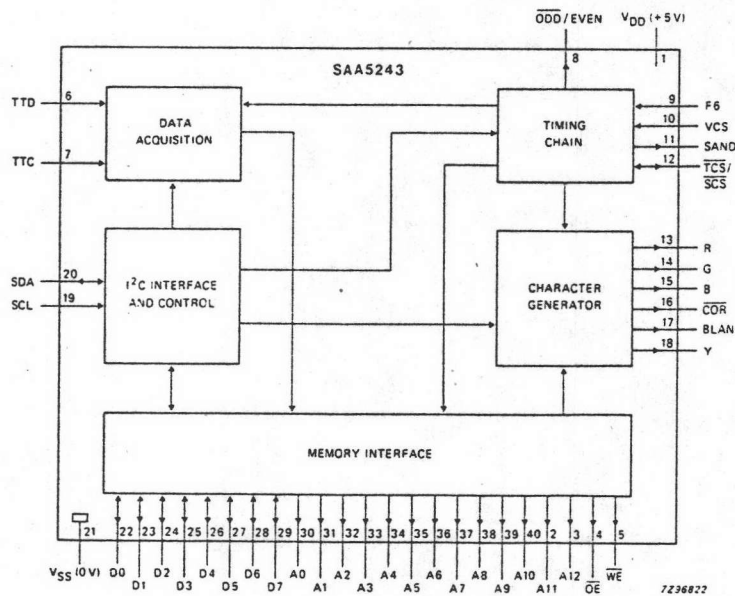 ODD/EVEN VDD (+5 V)
8 1
SAA5243
TTD 6
DATA
ACQUISITION
TTC 7
TIMING
CHAIN
9 F6
10 VCS
11 SAND
12 TCS/
SCS
SDA 20
SCL 19
I²C INTERFACE
AND CONTROL
CHARACTER
GENERATOR
13 R
14 G
15 B
16 COR
17 BLAN
18 Y
MEMORY INTERFACE
21 22 23 24 25 26 27 28 29 30 31 32 33 34 35 36 37 38 39 40 2 3 4 5
VSS (0 V) D0 D2 D4 D6 A0 A2 A4 A6 A8 A10 A12 WE
D1 D3 D5 D7 A1 A3 A5 A7 A9 A11 OE
7Z96822